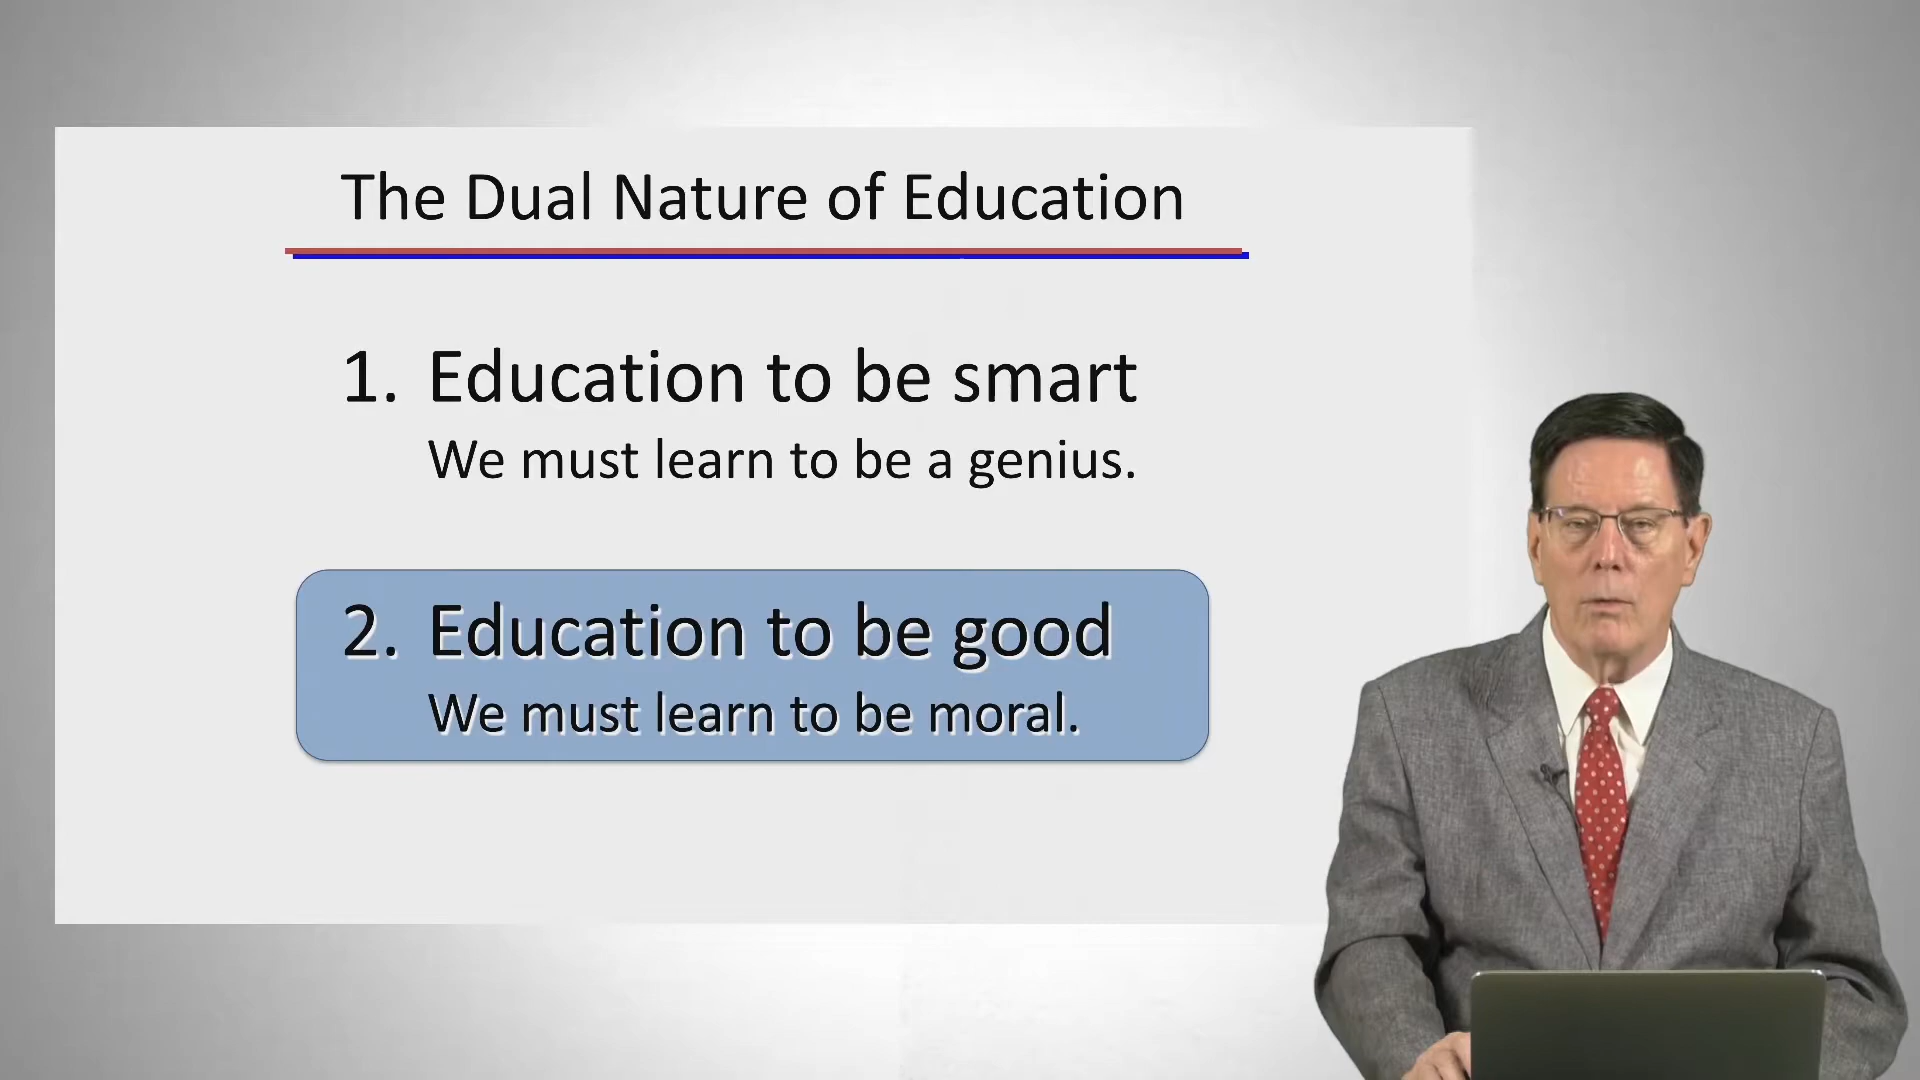 The Dual Nature of Education
1. Education to be smart
We must learn to be a genius.
2. Education to be good
We must learn to be moral.